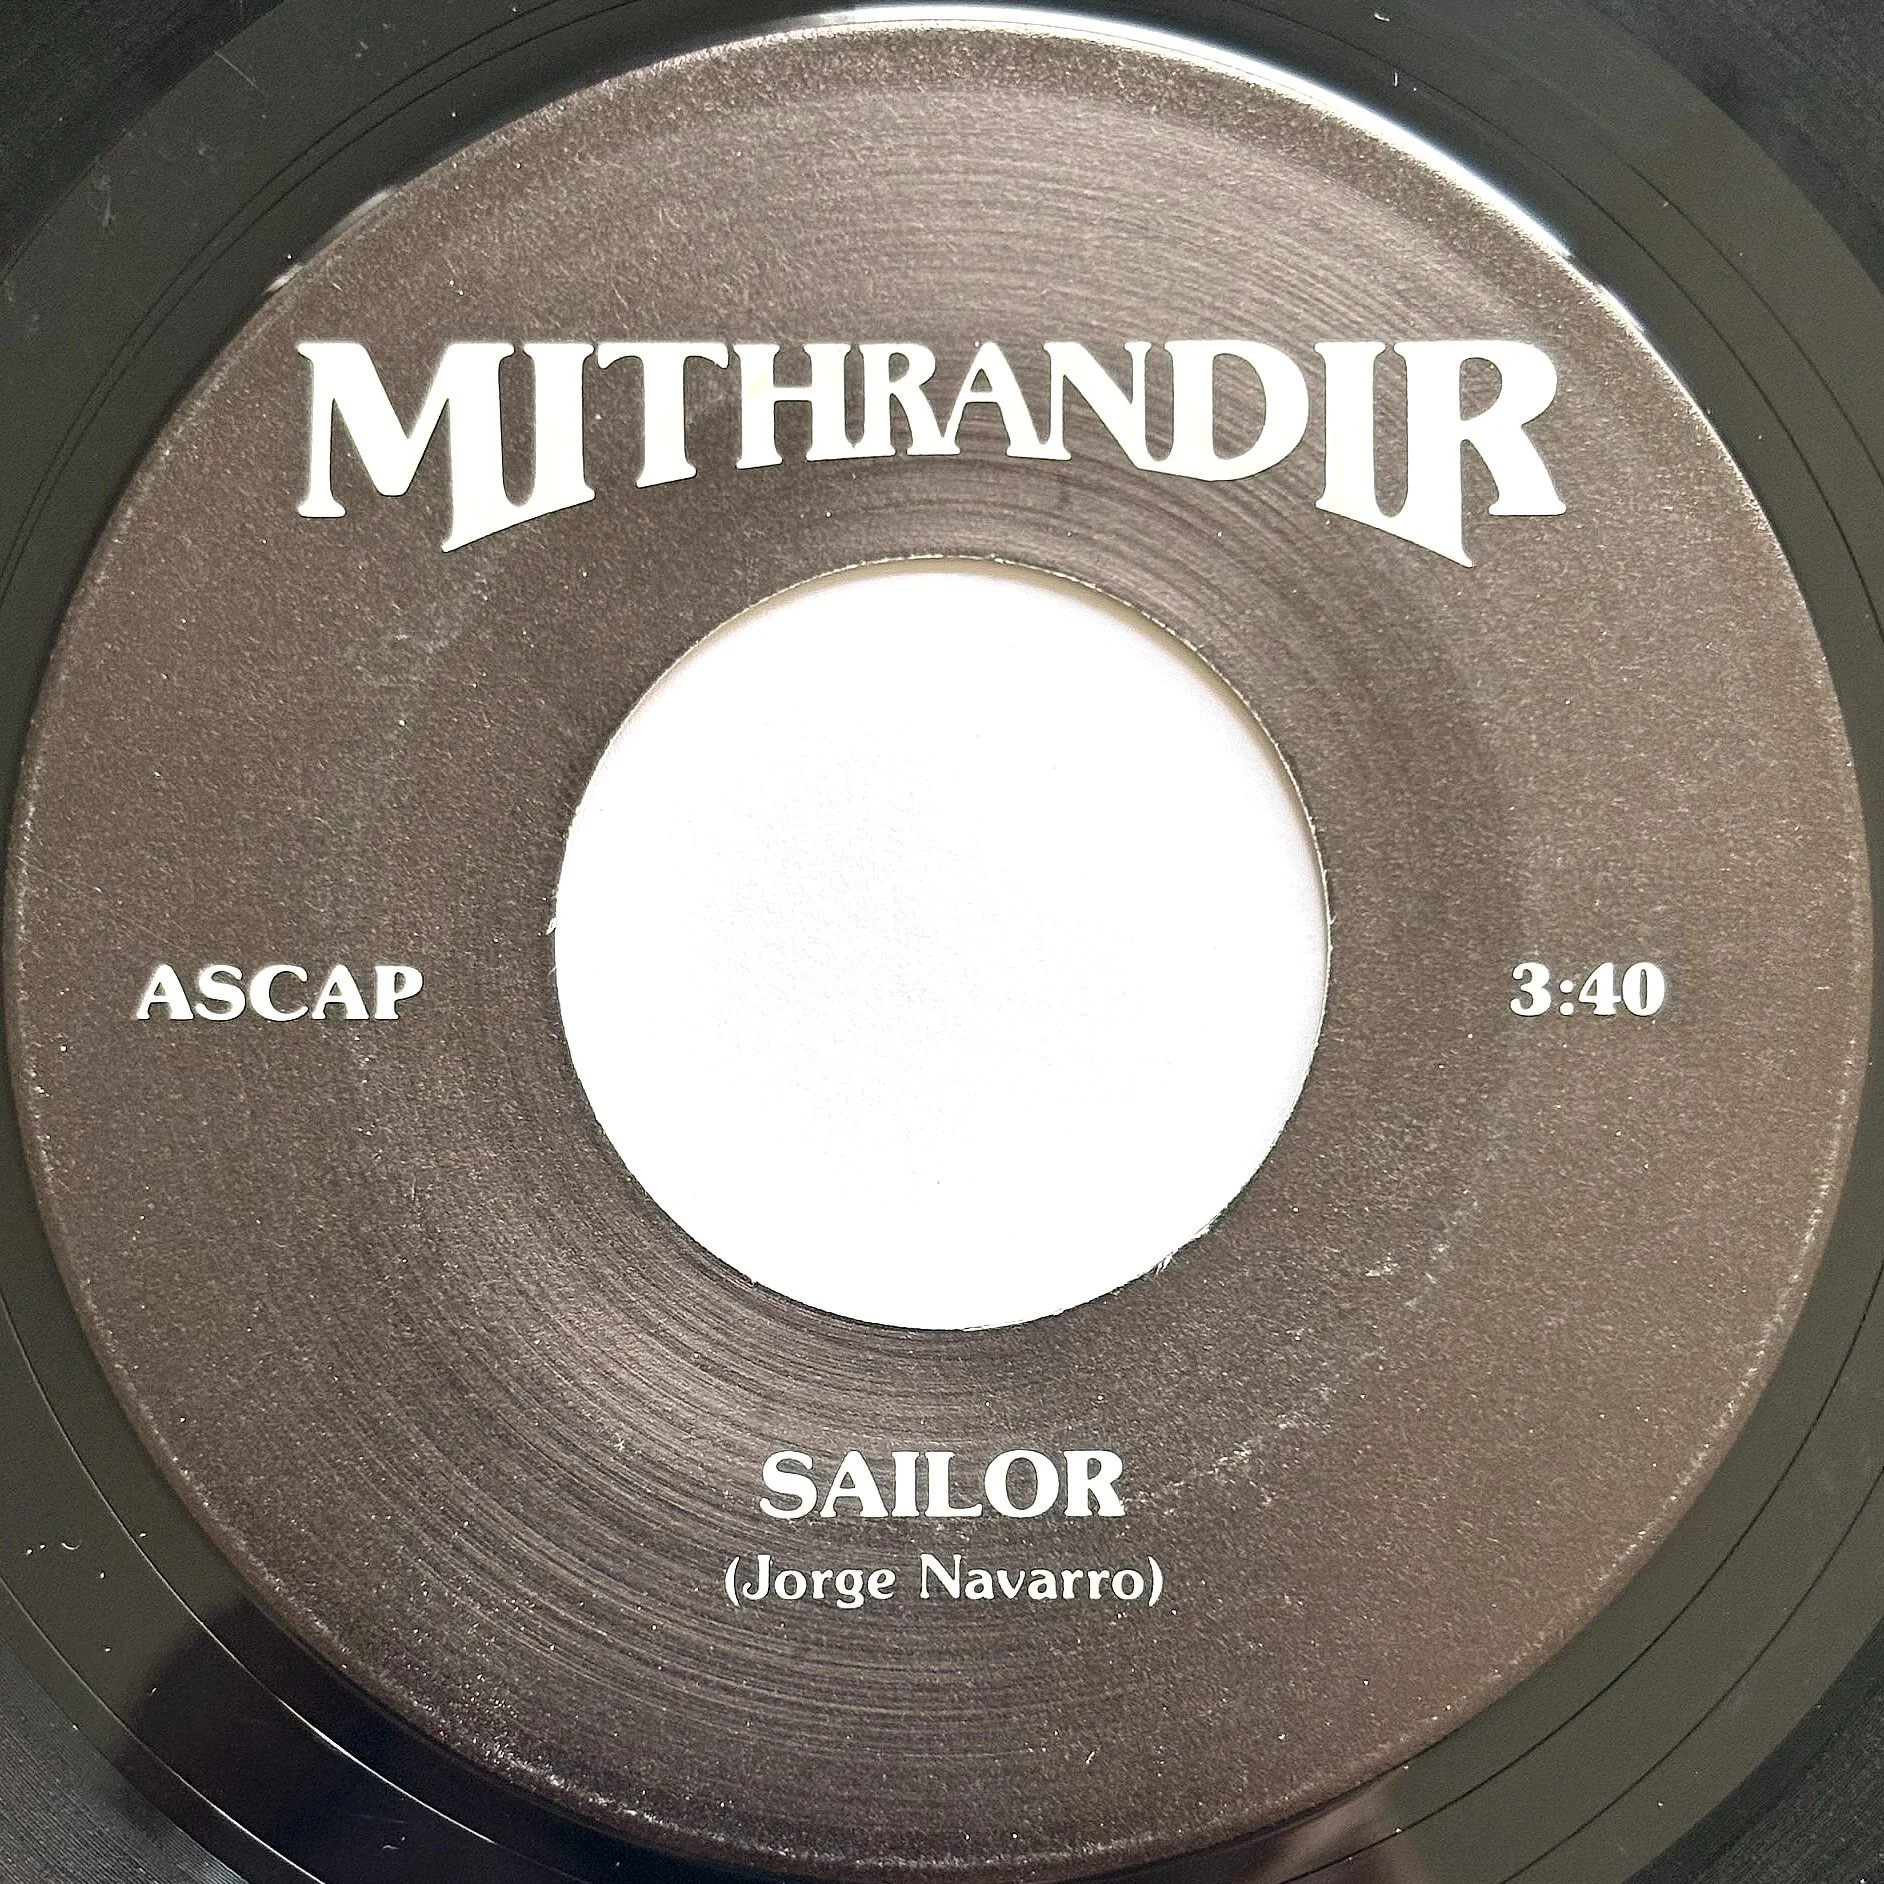 MITHRANDIR
ASCAP
3:40
SAILOR
(Jorge Navarro)